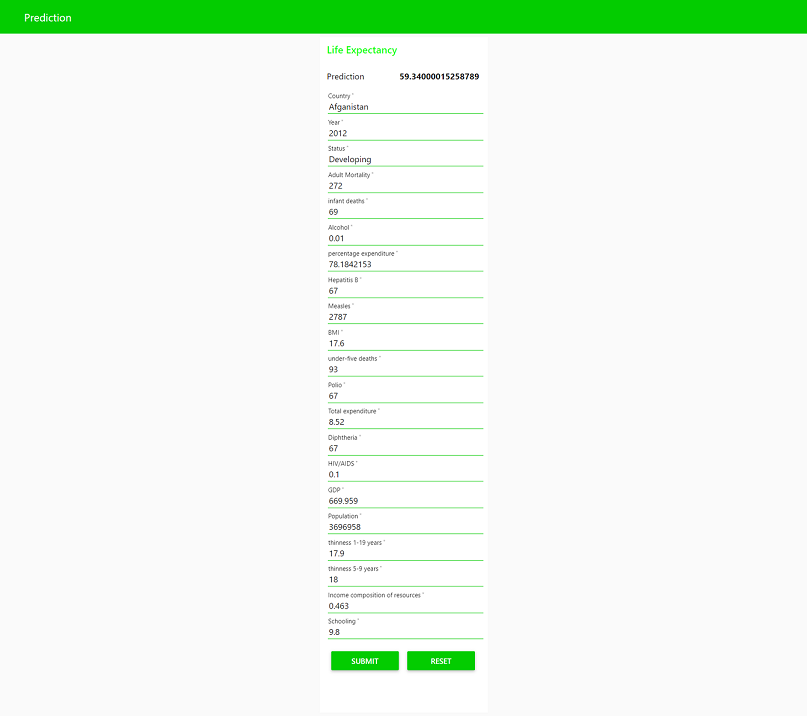 Prediction
Life Expectancy
Prediction 59.34000015258789
Country *
Afganistan
Year *
2012
Status *
Developing
Adult Mortality *
272
infant deaths *
69
Alcohol *
0.01
percentage expenditure *
78.1842153
Hepatitis B *
67
Measles *
2787
BMI *
17.6
under-five deaths *
93
Polio *
67
Total expenditure *
8.52
Diphtheria *
67
HIV/AIDS *
0.1
GDP *
669.959
Population *
3696958
thinness 1-19 years *
17.9
thinness 5-9 years *
18
Income composition of resources *
0.463
Schooling *
9.8
SUBMIT RESET